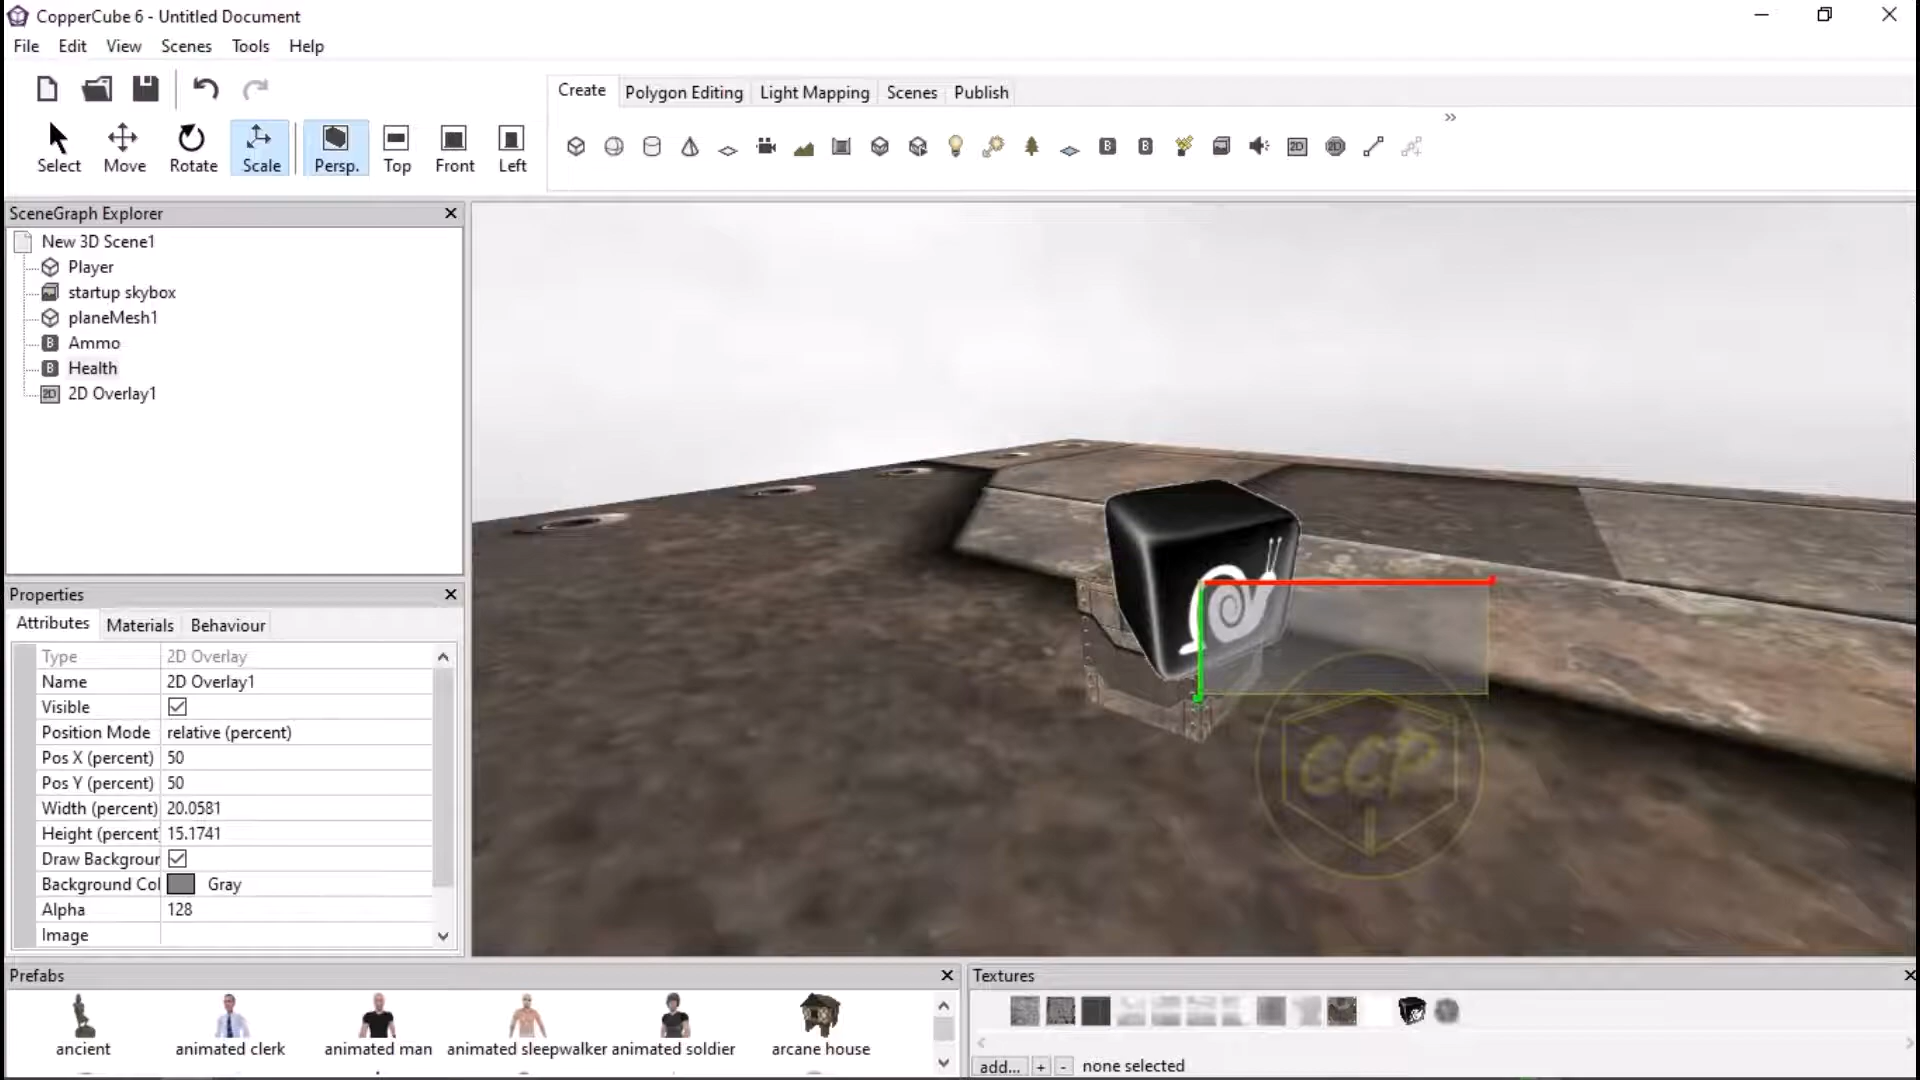 CopperCube 6 - Untitled Document
File Edit View Scenes Tools Help
Create Polygon Editing Light Mapping Scenes Publish
»
Select Move Rotate Scale Persp. Top Front Left
B B 2D 2D
SceneGraph Explorer
New 3D Scene1
Player
startup skybox
planeMesh1
B Ammo
B Health
2D 2D Overlay1
CCP
Properties
Attributes Materials Behaviour
Type 2D Overlay
Name 2D Overlay1
Visible
Position Mode relative (percent)
Pos X (percent) 50
Pos Y (percent) 50
Width (percent) 20.0581
Height (percent 15.1741
Draw Backgrour
Background Col Gray
Alpha 128
Image
Prefabs
ancient animated clerk animated man animated sleepwalker animated soldier arcane house
Textures
add... + - none selected